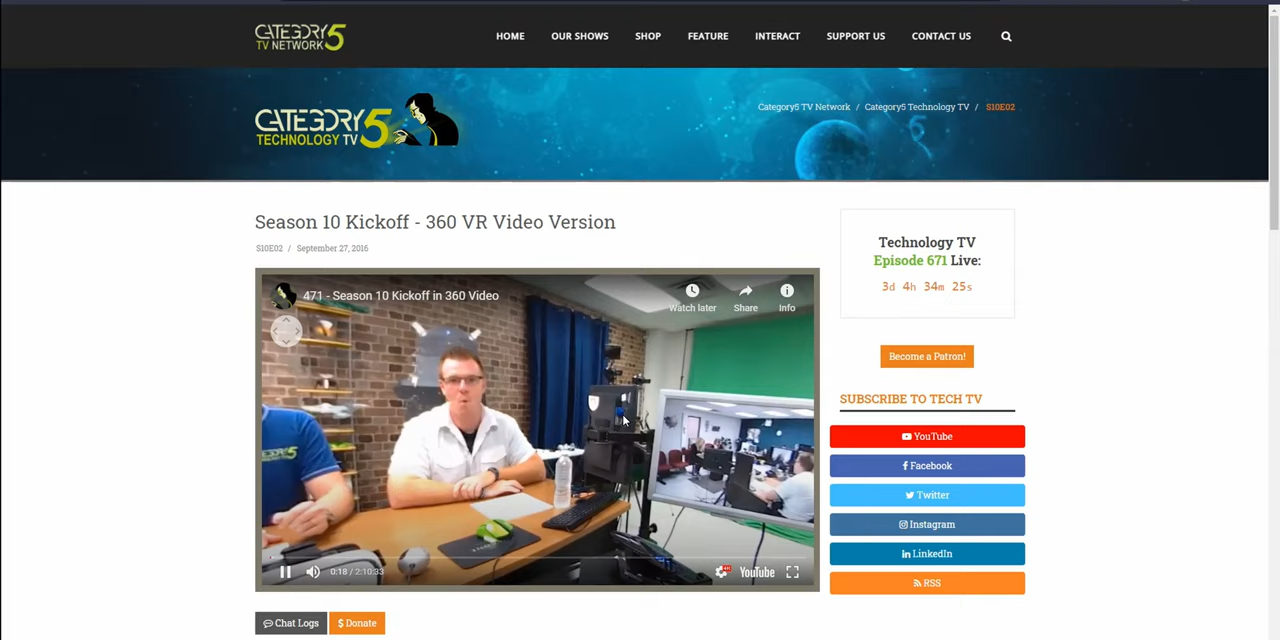 CATEGORY5
TV NETWORK
HOME
OUR SHOWS
SHOP
FEATURE
INTERACT
SUPPORT US
CONTACT US
CATEGORY5
TECHNOLOGY TV
Category5 TV Network / Category5 Technology TV / S10E02
Season 10 Kickoff - 360 VR Video Version
S10E02 / September 27, 2016
471 - Season 10 Kickoff in 360 Video
Watch later
Share
Info
0:18 / 2:10:33
YouTube
Chat Logs
$ Donate
Technology TV
Episode 671 Live:
3d 4h 34m 25s
Become a Patron!
SUBSCRIBE TO TECH TV
YouTube
Facebook
Twitter
Instagram
LinkedIn
RSS